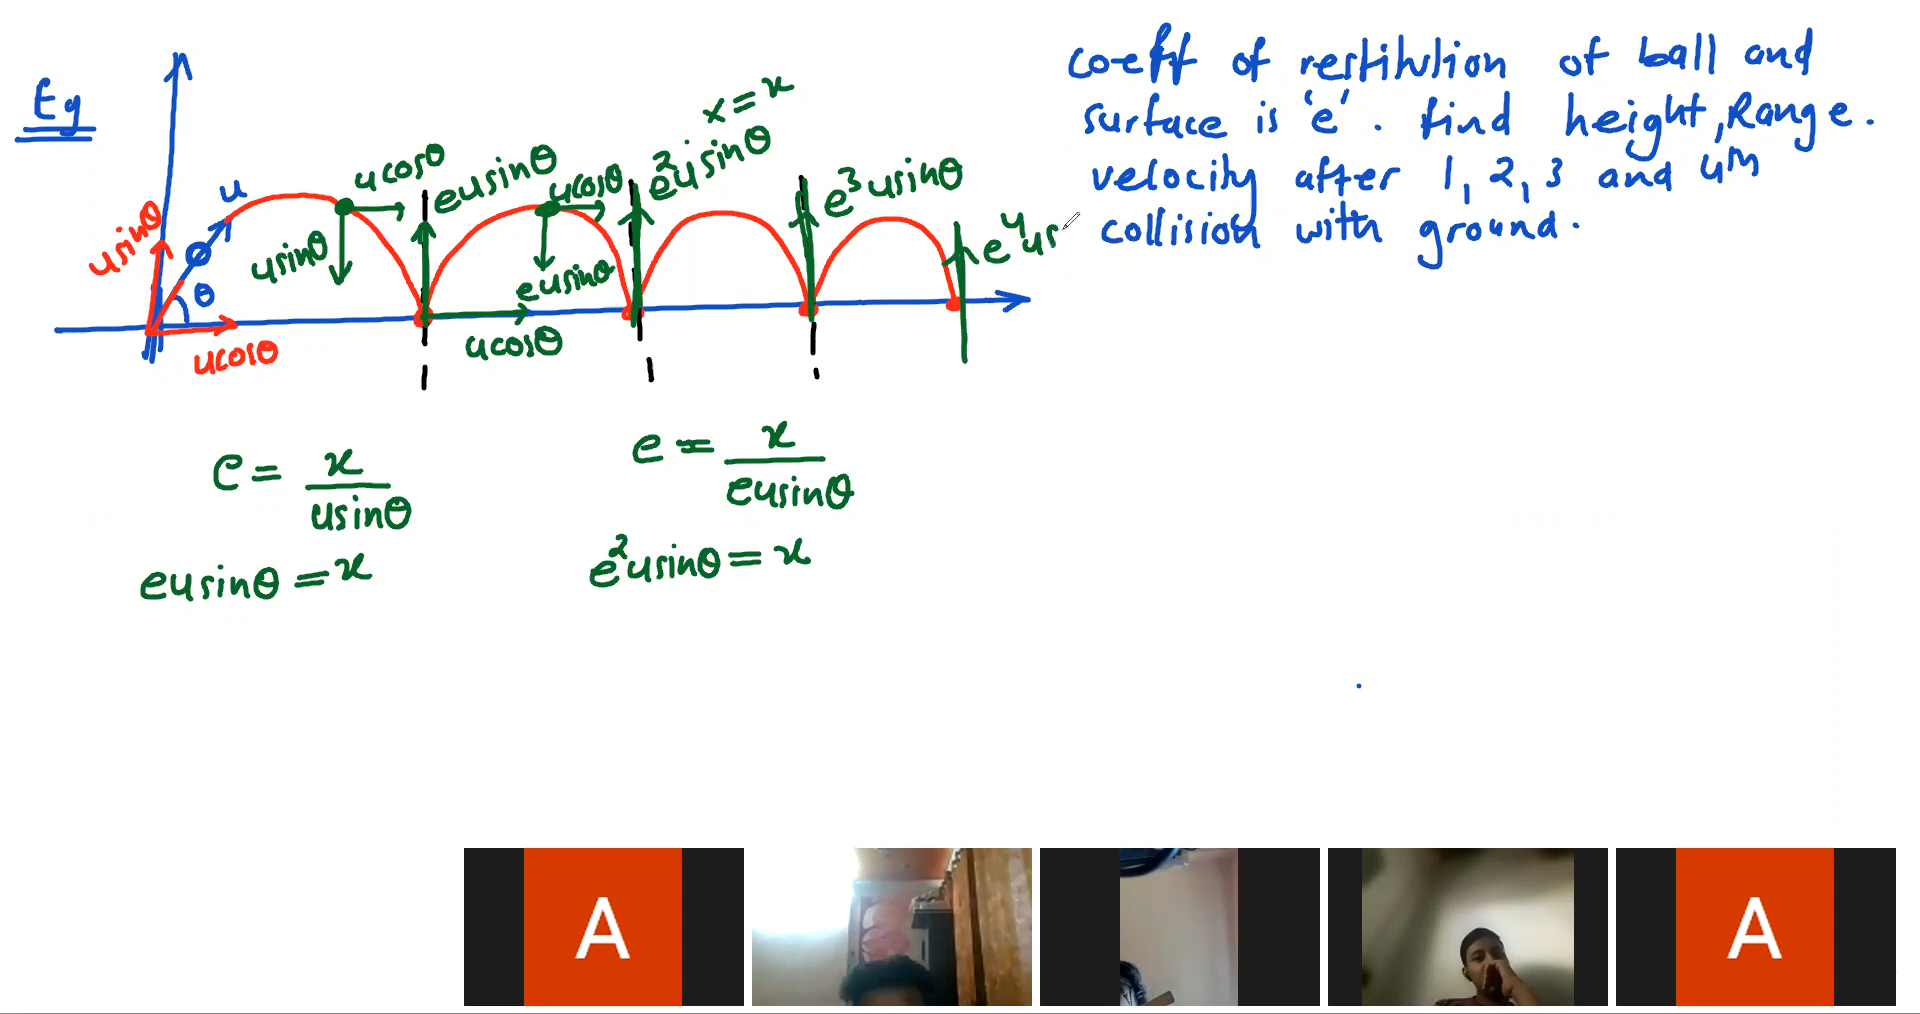 Eg
coeff of restitution of ball and
surface is 'e'. find height, Range.
velocity after 1, 2, 3 and 4th
collision with ground.
x = x
ucosθ
eusinθ
ucosθ
e²usinθ
e³usinθ
e⁴us
u
usinθ
usinθ
eusinθ
θ
ucosθ
ucosθ
e = x / usinθ
eusinθ = x
e = x / eusinθ
e²usinθ = x
A
A